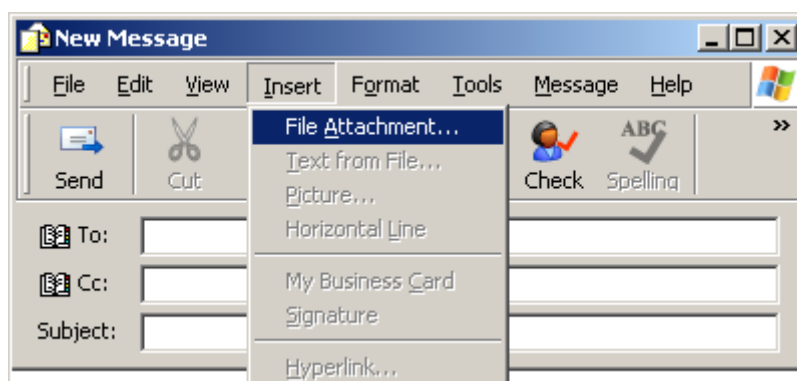 New Message
File Edit View Insert Format Tools Message Help
Send Cut Check Spelling »
File Attachment...
Text from File...
Picture...
Horizontal Line
My Business Card
Signature
Hyperlink...
To:
Cc:
Subject:
ABC